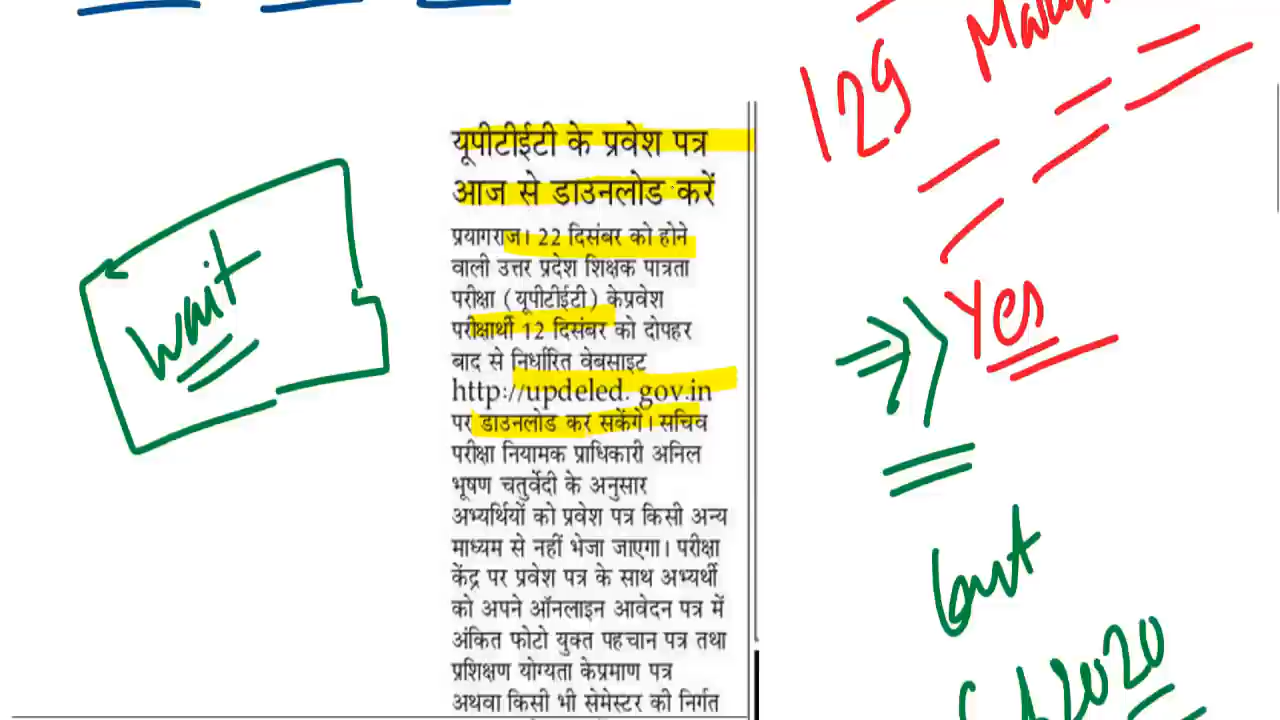 यूपीटीईटी के प्रवेश पत्र
आज से डाउनलोड करें
प्रयागराज। 22 दिसंबर को होने
वाली उत्तर प्रदेश शिक्षक पात्रता
परीक्षा (यूपीटीईटी) केप्रवेश
परीक्षार्थी 12 दिसंबर को दोपहर
बाद से निर्धारित वेबसाइट
http://updeled. gov.in
पर डाउनलोड कर सकेंगे। सचिव
परीक्षा नियामक प्राधिकारी अनिल
भूषण चतुर्वेदी के अनुसार
अभ्यर्थियों को प्रवेश पत्र किसी अन्य
माध्यम से नहीं भेजा जाएगा। परीक्षा
केंद्र पर प्रवेश पत्र के साथ अभ्यर्थी
को अपने ऑनलाइन आवेदन पत्र में
अंकित फोटो युक्त पहचान पत्र तथा
प्रशिक्षण योग्यता केप्रमाण पत्र
अथवा किसी भी सेमेस्टर की निर्गत
wait
129
Yes
2020